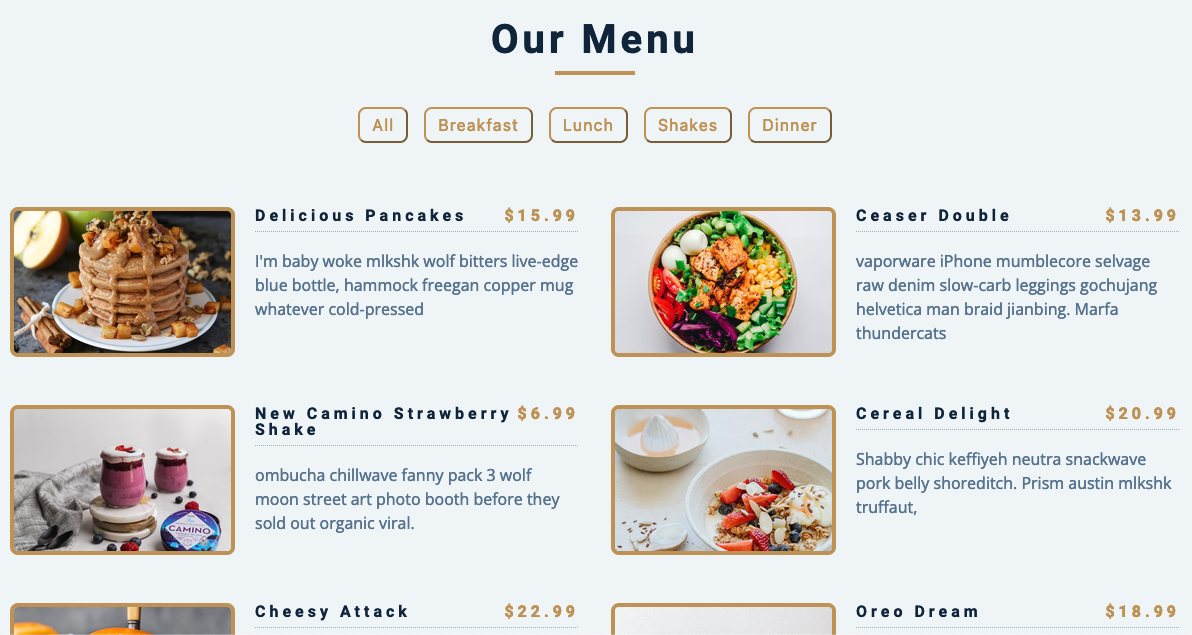 Our Menu
All
Breakfast
Lunch
Shakes
Dinner
Delicious Pancakes
$15.99
I'm baby woke mlkshk wolf bitters live-edge
blue bottle, hammock freegan copper mug
whatever cold-pressed
Ceaser Double
$13.99
vaporware iPhone mumblecore selvage
raw denim slow-carb leggings gochujang
helvetica man braid jianbing. Marfa
thundercats
New Camino Strawberry
Shake
$6.99
ombucha chillwave fanny pack 3 wolf
moon street art photo booth before they
sold out organic viral.
CAMINO
Cereal Delight
$20.99
Shabby chic keffiyeh neutra snackwave
pork belly shoreditch. Prism austin mlkshk
truffaut,
Cheesy Attack
$22.99
Oreo Dream
$18.99